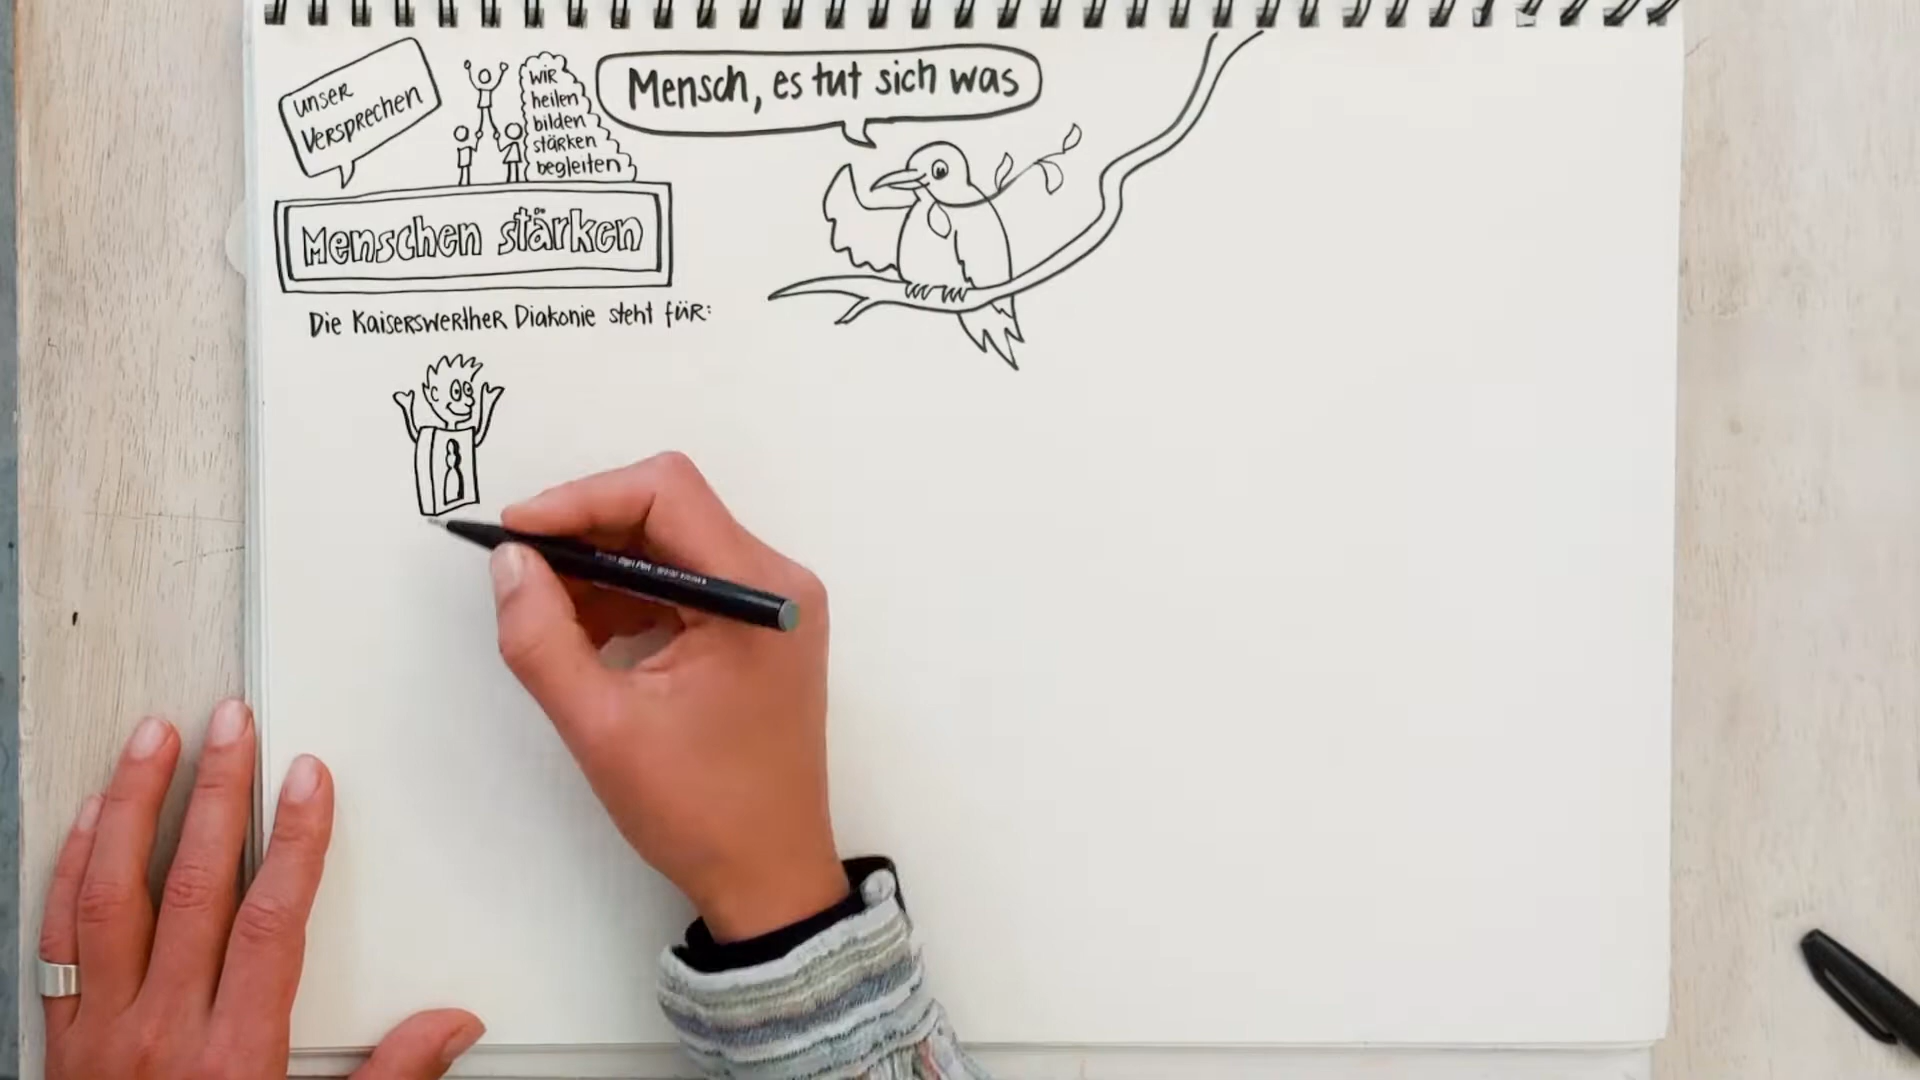 unser
Versprechen
wir
heilen
bilden
stärken
begleiten
Menschen stärken
Mensch, es tut sich was
Die Kaiserswerther Diakonie steht für: